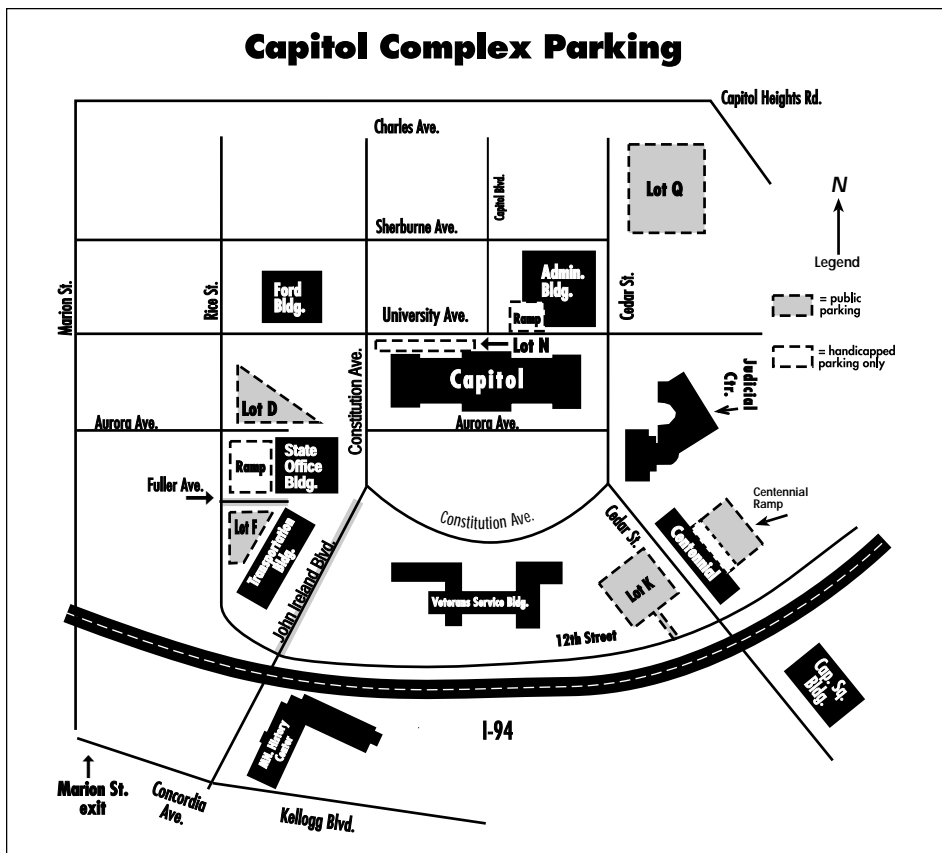 Capitol Complex Parking
Capitol Heights Rd.
Charles Ave.
Lot Q
Capitol Blvd.
N
Sherburne Ave.
Legend
Marion St.
Rice St.
Ford
Bldg.
Admin.
Bldg.
Cedar St.
= public
parking
University Ave.
Ramp
Lot N
= handicapped
parking only
Constitution Ave.
Capitol
Judicial
Ctr.
Lot D
Aurora Ave.
Aurora Ave.
State
Office
Bldg.
Ramp
Fuller Ave.
Centennial
Ramp
Lot F
Transportation
Bldg.
John Ireland Blvd.
Constitution Ave.
Cedar St.
Centennial
Lot K
Veterans Service Bldg.
12th Street
Cap. Sq.
Bldg.
I-94
MN. History
Center
Marion St.
exit
Concordia
Ave.
Kellogg Blvd.